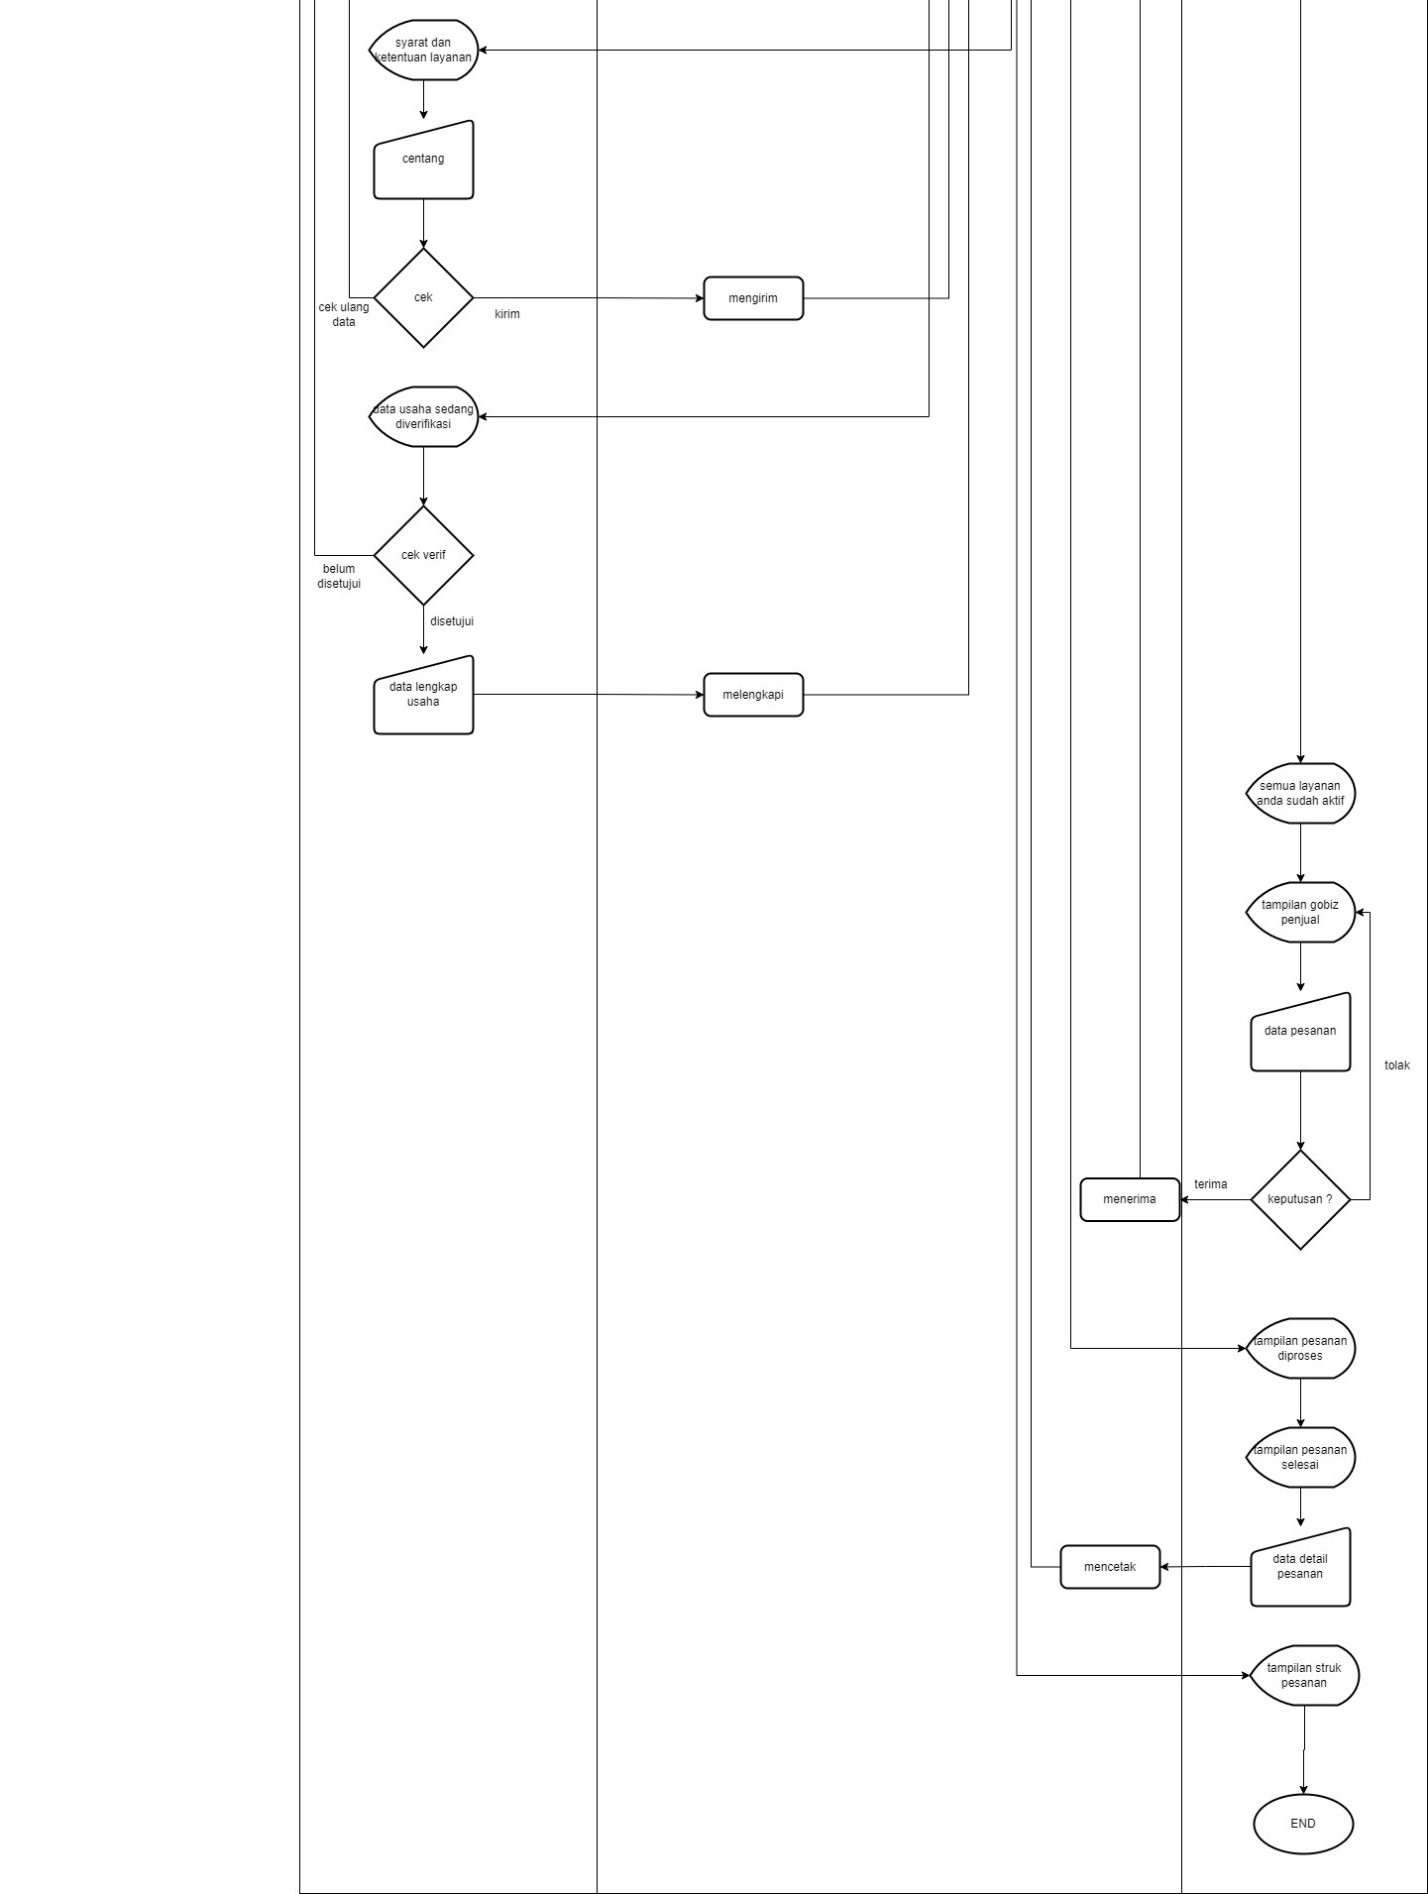 syarat dan
ketentuan layanan
centang
cek
cek ulang
data
kirim
mengirim
data usaha sedang
diverifikasi
cek verif
belum
disetujui
disetujui
data lengkap
usaha
melengkapi
semua layanan
anda sudah aktif
tampilan gobiz
penjual
data pesanan
tolak
keputusan ?
terima
menerima
tampilan pesanan
diproses
tampilan pesanan
selesai
data detail
pesanan
mencetak
tampilan struk
pesanan
END